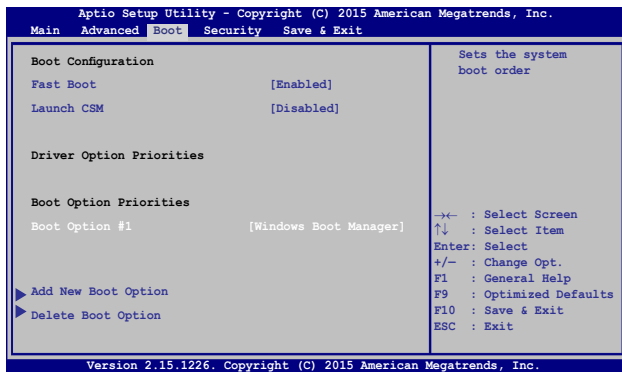 Aptio Setup Utility - Copyright (C) 2015 American Megatrends, Inc.
Main Advanced Boot Security Save & Exit
Boot Configuration
Fast Boot [Enabled]
Launch CSM [Disabled]
Driver Option Priorities
Boot Option Priorities
Boot Option #1 [Windows Boot Manager]
Add New Boot Option
Delete Boot Option
Sets the system
boot order
→← : Select Screen
↑↓ : Select Item
Enter: Select
+/— : Change Opt.
F1 : General Help
F9 : Optimized Defaults
F10 : Save & Exit
ESC : Exit
Version 2.15.1226. Copyright (C) 2015 American Megatrends, Inc.